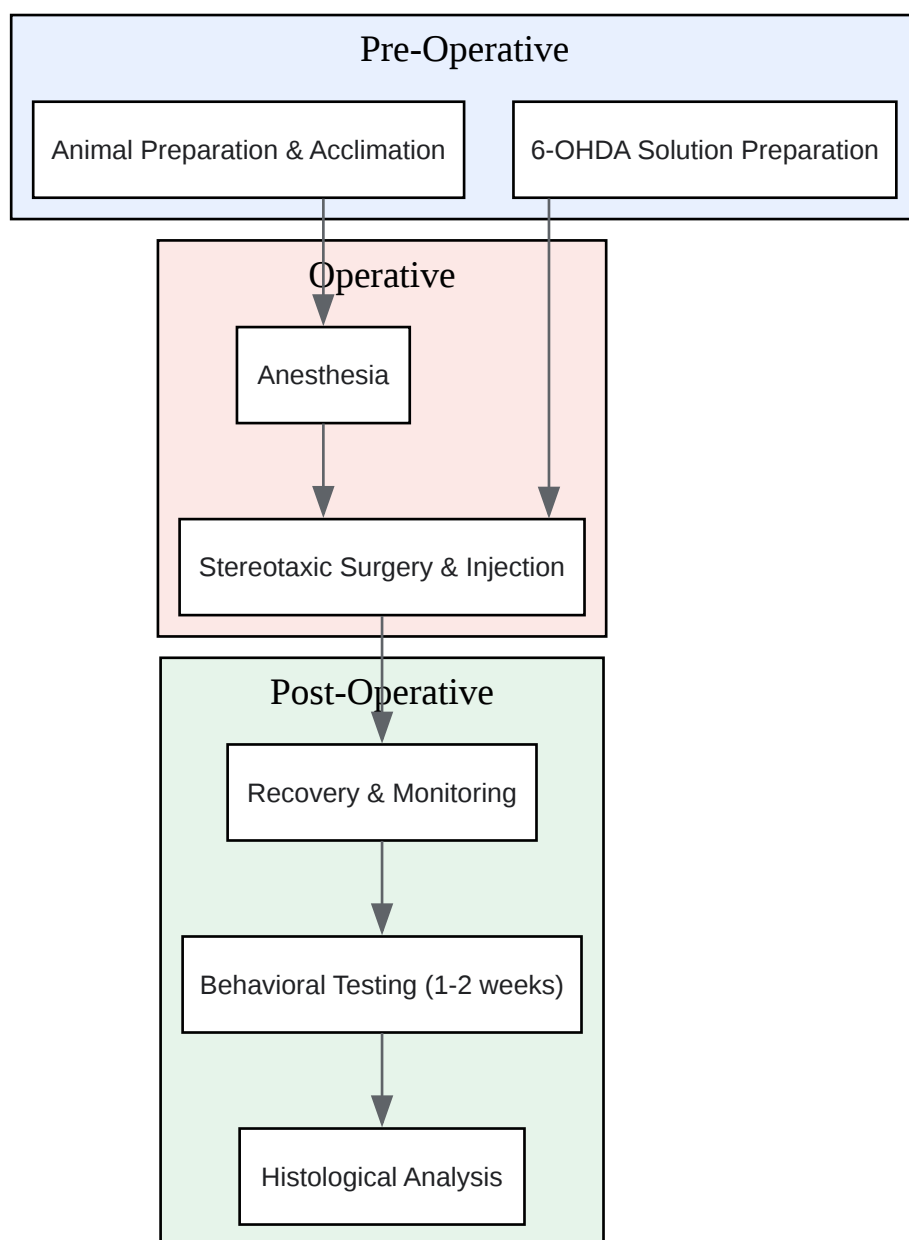 Pre-Operative
Animal Preparation & Acclimation
6-OHDA Solution Preparation
Operative
Anesthesia
Stereotaxic Surgery & Injection
Post-Operative
Recovery & Monitoring
Behavioral Testing (1-2 weeks)
Histological Analysis